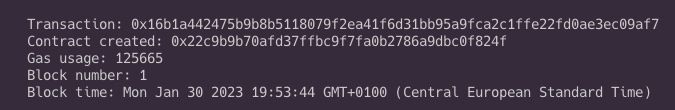 Transaction: 0x16b1a442475b9b8b5118079f2ea41f6d31bb95a9fca2c1ffe22fd0ae3ec09af7
Contract created: 0x22c9b9b70afd37ffbc9f7fa0b2786a9dbc0f824f
Gas usage: 125665
Block number: 1
Block time: Mon Jan 30 2023 19:53:44 GMT+0100 (Central European Standard Time)